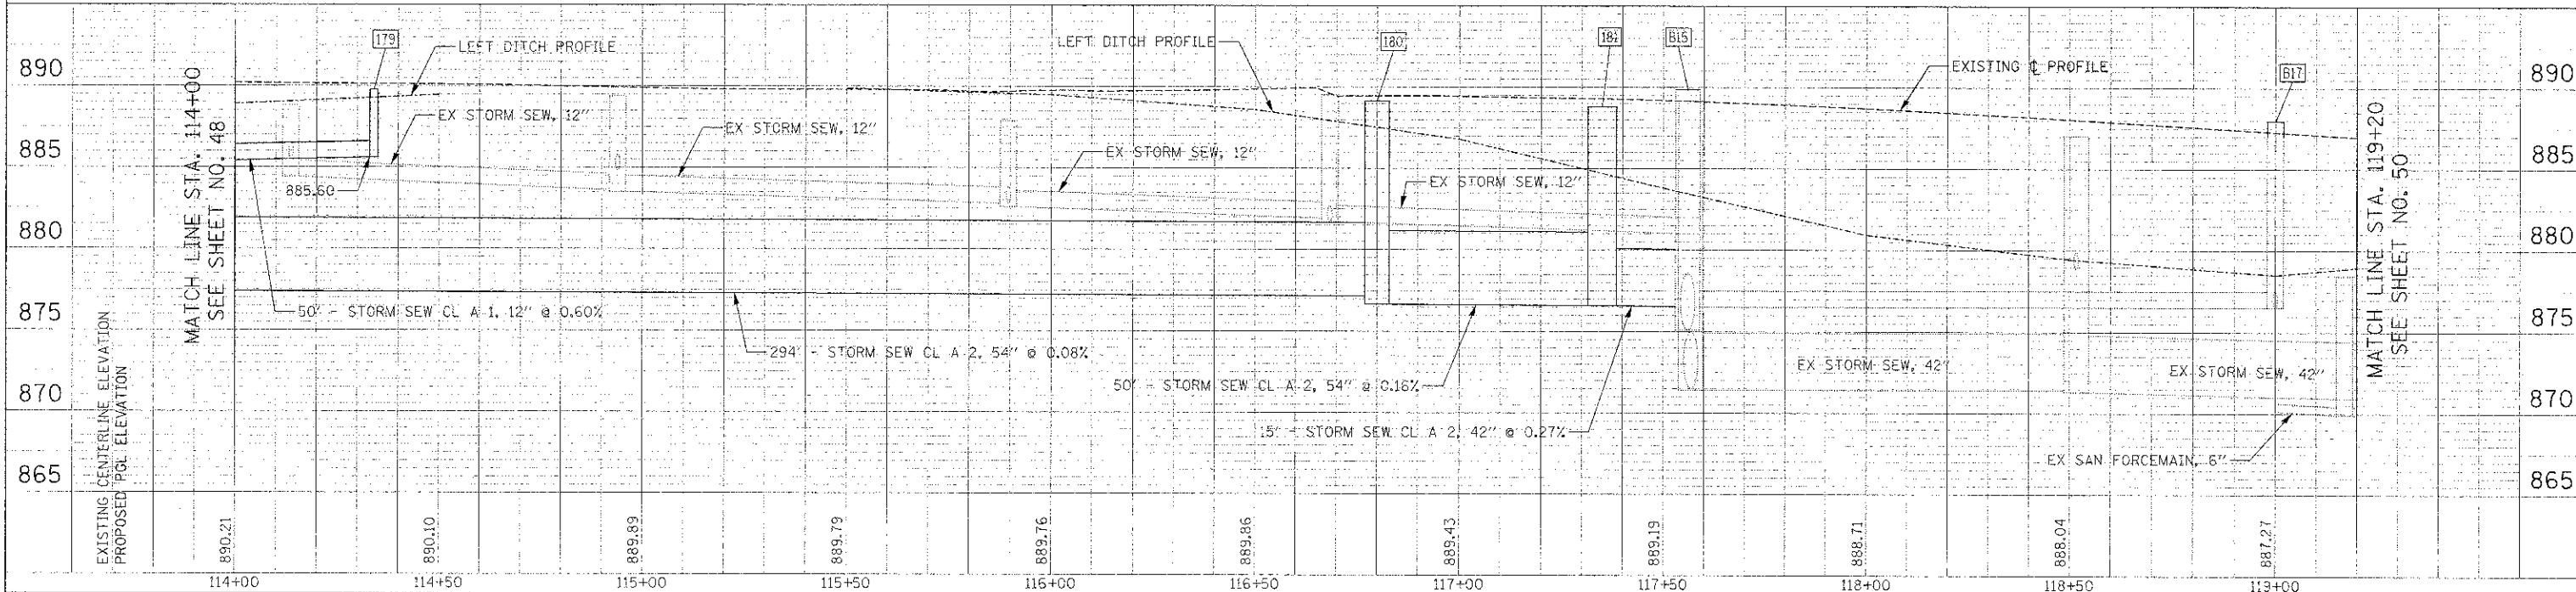 179
LEFT DITCH PROFILE
LEFT DITCH PROFILE
180
181
B15
EXISTING ℄ PROFILE
B17
890
885
880
875
870
865
MATCH LINE STA. 114+00
SEE SHEET NO. 48
EX STORM SEW, 12"
EX STORM SEW, 12"
EX STORM SEW, 12"
EX STORM SEW, 12"
885.60
50' - STORM SEW CL A 1, 12" @ 0.60%
294' - STORM SEW CL A 2, 54" @ 0.08%
50' - STORM SEW CL A 2, 54" @ 0.16%
5' - STORM SEW CL A 2, 42" @ 0.27%
EX STORM SEW, 42"
EX STORM SEW, 42"
EX SAN FORCEMAIN, 6"
MATCH LINE STA. 119+20
SEE SHEET NO. 50
890
885
880
875
870
865
EXISTING CENTERLINE ELEVATION
PROPOSED PGL ELEVATION
890.21
890.10
889.89
889.79
889.76
889.86
889.43
889.19
888.71
888.04
887.27
114+00
114+50
115+00
115+50
116+00
116+50
117+00
117+50
118+00
118+50
119+00